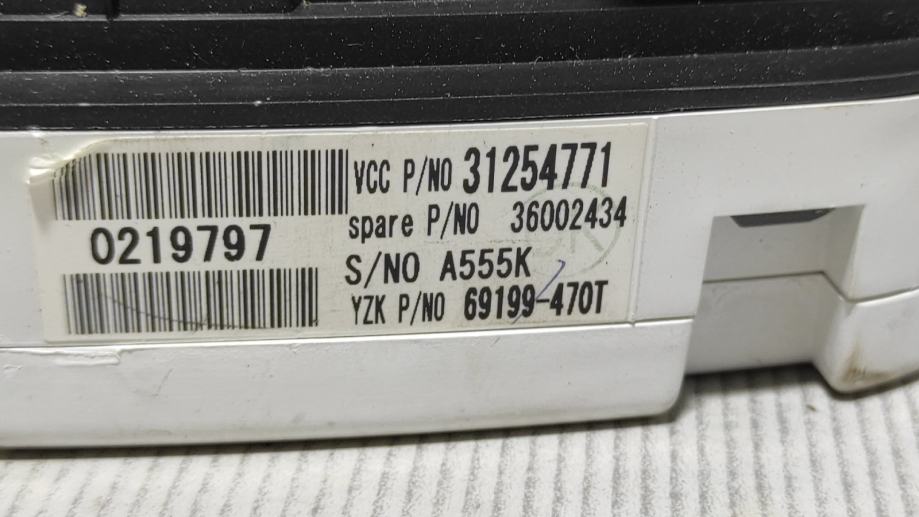 VCC P/NO 31254771
spare P/NO 36002434
0219797
S/NO A555K
YZK P/NO 69199-470T